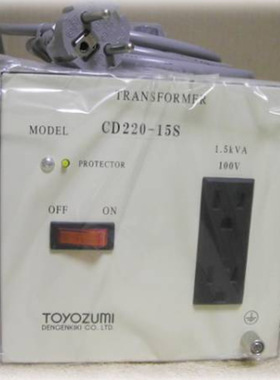 TRANSFORMER
MODEL CD220-15S
PROTECTOR
1.5kVA
100V
OFF ON
TOYOZUMI
DENGENKIKI CO., LTD.